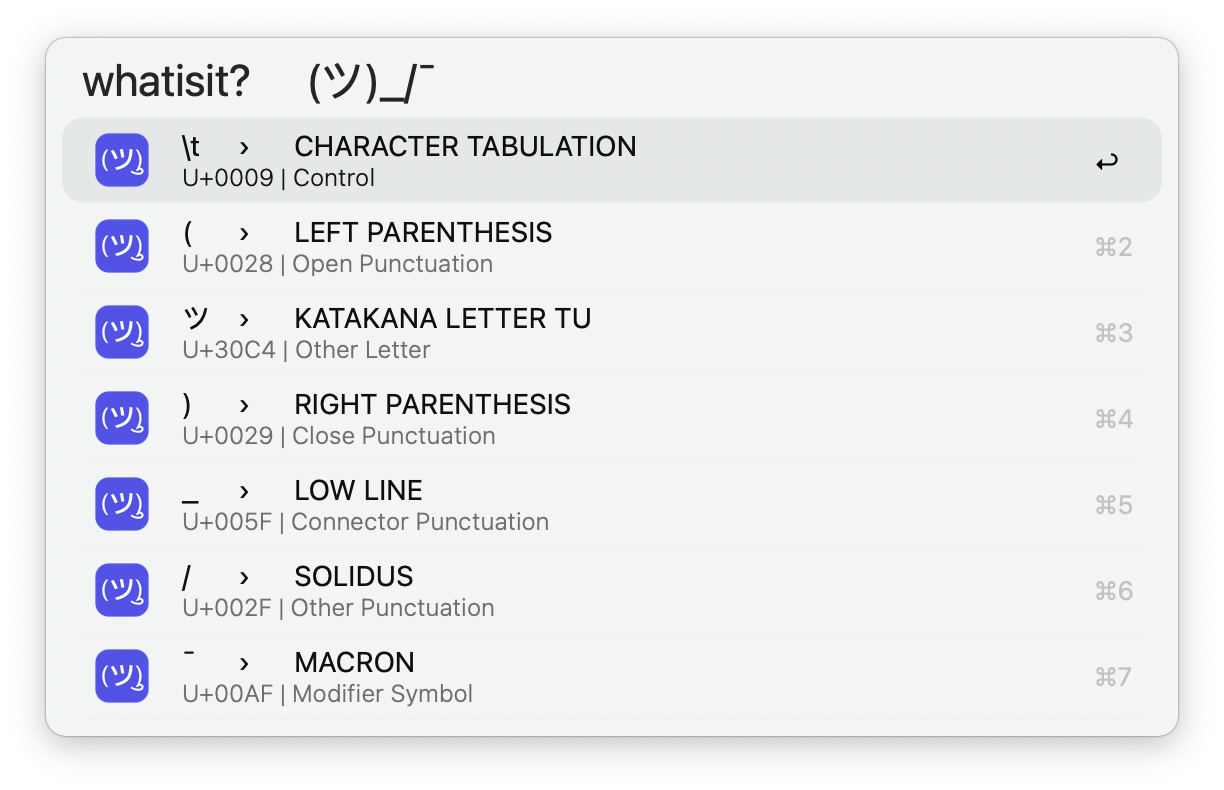 whatisit?	(ツ)_/¯
\t › CHARACTER TABULATION
U+0009 | Control
↩
( › LEFT PARENTHESIS
U+0028 | Open Punctuation
⌘2
ツ › KATAKANA LETTER TU
U+30C4 | Other Letter
⌘3
) › RIGHT PARENTHESIS
U+0029 | Close Punctuation
⌘4
_ › LOW LINE
U+005F | Connector Punctuation
⌘5
/ › SOLIDUS
U+002F | Other Punctuation
⌘6
¯ › MACRON
U+00AF | Modifier Symbol
⌘7